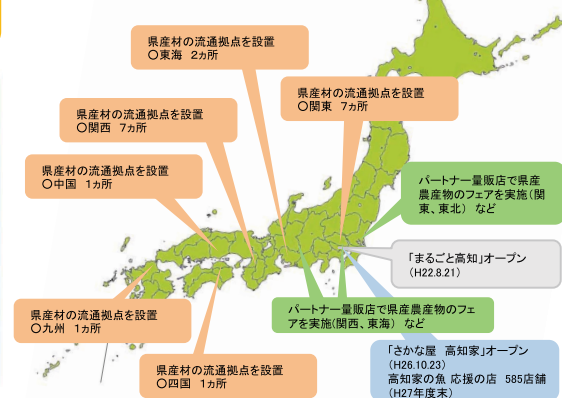 県産材の流通拠点を設置
〇東海 2ヵ所
県産材の流通拠点を設置
〇関東 7ヵ所
県産材の流通拠点を設置
〇関西 7ヵ所
県産材の流通拠点を設置
〇中国 1ヵ所
パートナー量販店で県産
農産物のフェアを実施(関
東、東北) など
「まるごと高知」オープン
(H22.8.21)
県産材の流通拠点を設置
〇九州 1ヵ所
パートナー量販店で県産農産物のフェ
アを実施(関西、東海) など
県産材の流通拠点を設置
〇四国 1ヵ所
「さかな屋 高知家」オープン
(H26.10.23)
高知家の魚 応援の店 585店舗
(H27年度末)